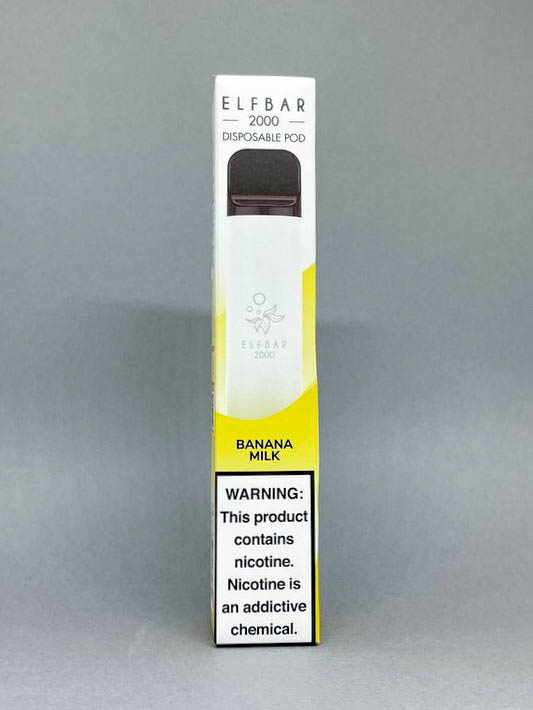 ELFBAR
2000
DISPOSABLE POD
ELFBAR
2000
BANANA
MILK
WARNING:
This product
contains
nicotine.
Nicotine is
an addictive
chemical.